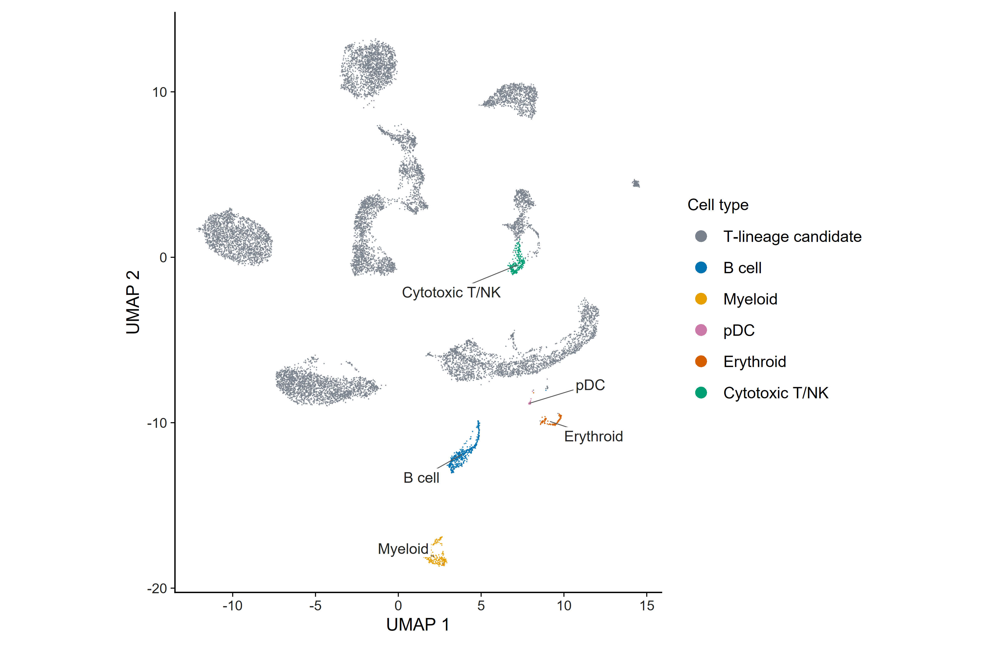 10
0
-10
-20
UMAP 2
-10
-5
0
5
10
15
UMAP 1
Cytotoxic T/NK
pDC
Erythroid
B cell
Myeloid
Cell type
T-lineage candidate
B cell
Myeloid
pDC
Erythroid
Cytotoxic T/NK